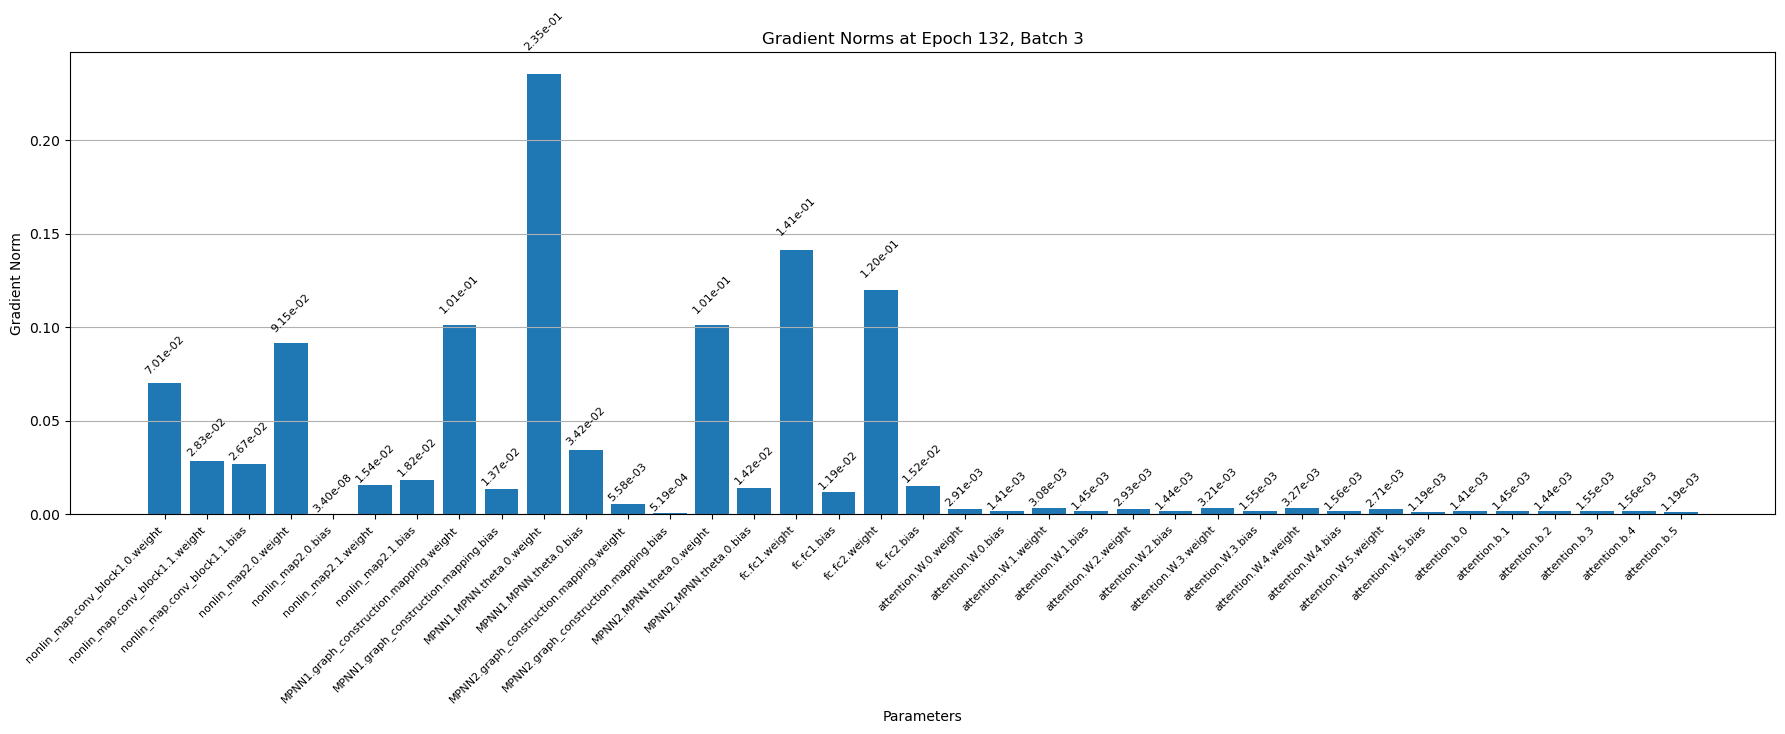 Gradient Norms at Epoch 132, Batch 3
Gradient Norm
0.20
0.15
0.10
0.05
0.00
7.01e-02
2.83e-02
2.67e-02
9.15e-02
3.40e-08
1.54e-02
1.82e-02
1.01e-01
1.37e-02
2.35e-01
3.42e-02
5.58e-03
5.19e-04
1.01e-01
1.42e-02
1.41e-01
1.19e-02
1.20e-01
1.52e-02
2.91e-03
1.41e-03
3.08e-03
1.45e-03
2.93e-03
1.44e-03
3.21e-03
1.55e-03
3.27e-03
1.56e-03
2.71e-03
1.19e-03
1.41e-03
1.45e-03
1.44e-03
1.55e-03
1.56e-03
1.19e-03
nonlin_map.conv_block1.0.weight
nonlin_map.conv_block1.1.weight
nonlin_map.conv_block1.1.bias
nonlin_map2.0.weight
nonlin_map2.0.bias
nonlin_map2.1.weight
nonlin_map2.1.bias
MPNN1.graph_construction.mapping.weight
MPNN1.graph_construction.mapping.bias
MPNN1.MPNN.theta.0.weight
MPNN1.MPNN.theta.0.bias
MPNN2.graph_construction.mapping.weight
MPNN2.graph_construction.mapping.bias
MPNN2.MPNN.theta.0.weight
MPNN2.MPNN.theta.0.bias
fc.fc1.weight
fc.fc1.bias
fc.fc2.weight
fc.fc2.bias
attention.W.0.weight
attention.W.0.bias
attention.W.1.weight
attention.W.1.bias
attention.W.2.weight
attention.W.2.bias
attention.W.3.weight
attention.W.3.bias
attention.W.4.weight
attention.W.4.bias
attention.W.5.weight
attention.W.5.bias
attention.b.0
attention.b.1
attention.b.2
attention.b.3
attention.b.4
attention.b.5
Parameters